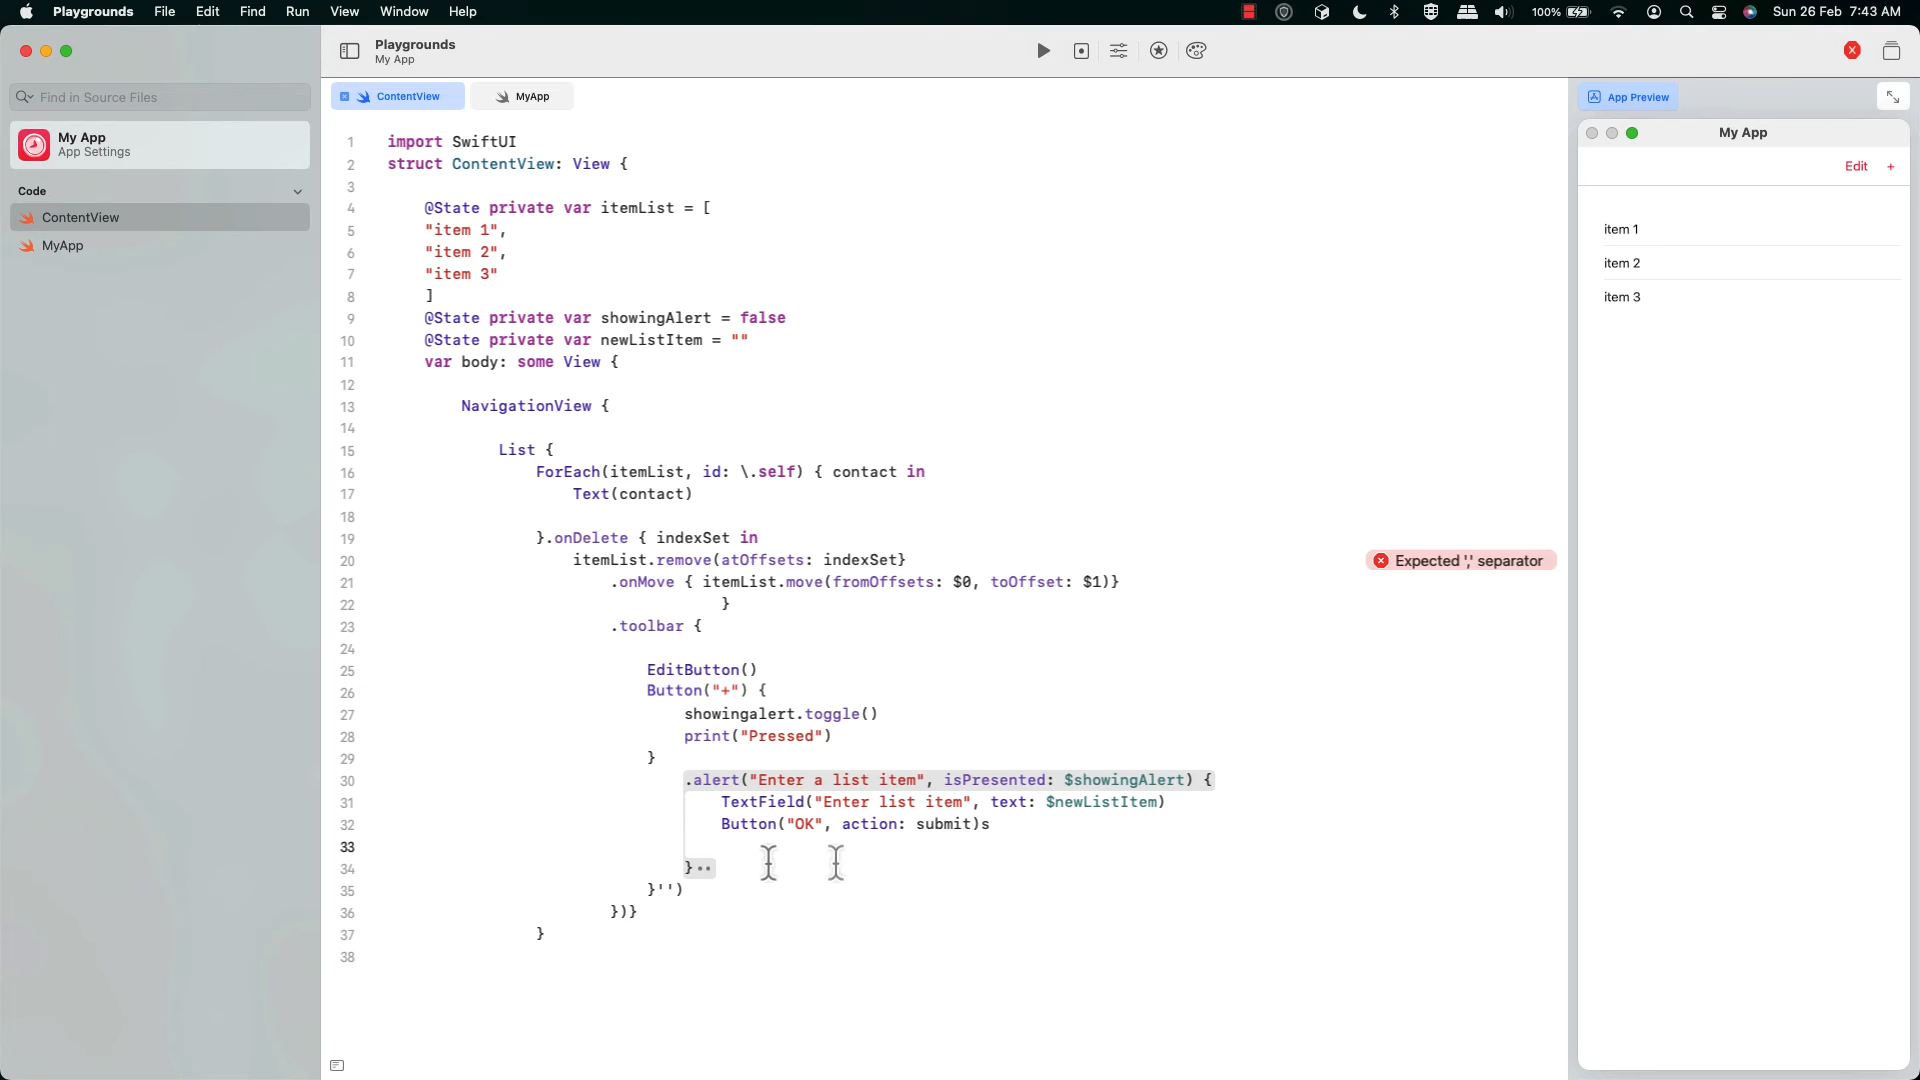 Playgrounds File Edit Find Run View Window Help
100% Sun 26 Feb 7:43 AM
Playgrounds
My App
Find in Source Files
My App
App Settings
Code
ContentView
MyApp
ContentView
MyApp
1 import SwiftUI
2 struct ContentView: View {
3
4 @State private var itemList = [
5 "item 1",
6 "item 2",
7 "item 3"
8 ]
9 @State private var showingAlert = false
10 @State private var newListItem = ""
11 var body: some View {
12
13 NavigationView {
14
15 List {
16 ForEach(itemList, id: \.self) { contact in
17 Text(contact)
18
19 }.onDelete { indexSet in
20 itemList.remove(atOffsets: indexSet}
Expected ',' separator
21 .onMove { itemList.move(fromOffsets: $0, toOffset: $1)}
22 }
23 .toolbar {
24
25 EditButton()
26 Button("+") {
27 showingalert.toggle()
28 print("Pressed")
29 }
30 .alert("Enter a list item", isPresented: $showingAlert) {
31 TextField("Enter list item", text: $newListItem)
32 Button("OK", action: submit)s
33
34 }
35 }'')
36 })}
37 }
38
App Preview
My App
Edit +
item 1
item 2
item 3